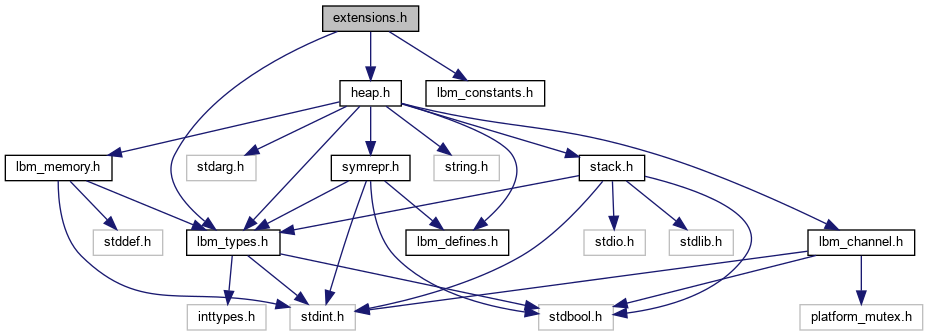 extensions.h
heap.h
lbm_constants.h
lbm_memory.h
stdarg.h
symrepr.h
string.h
stack.h
stddef.h
lbm_types.h
lbm_defines.h
stdio.h
stdlib.h
lbm_channel.h
inttypes.h
stdint.h
stdbool.h
platform_mutex.h